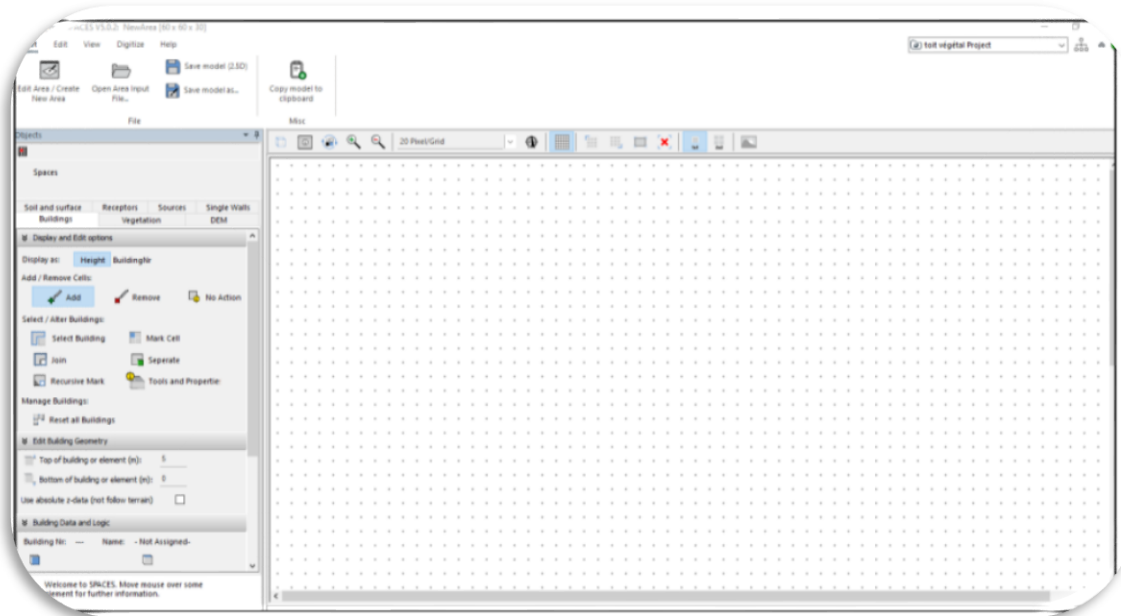 SPACES V5.0.2: NewArea [60 x 60 x 30]
Edit View Digitize Help
toit végétal Project
Edit Area / Create New Area
Open Area Input File...
Save model (2.5D)
Save model as...
Copy model to clipboard
File
Misc
Objects
20 Pixel/Grid
Spaces
Soil and surface Receptors Sources Single Walls
Buildings Vegetation DEM
Display and Edit options
Display as: Height BuildingNr
Add / Remove Cells:
Add Remove No Action
Select / Alter Buildings:
Select Building Mark Cell
Join Seperate
Recursive Mark Tools and Propertie
Manage Buildings:
Reset all Buildings
Edit Building Geometry
Top of building or element (m): 5
Bottom of building or element (m): 0
Use absolute z-data (not follow terrain)
Building Data and Logic
Building Nr: --- Name: - Not Assigned-
Welcome to SPACES. Move mouse over some
element for further information.